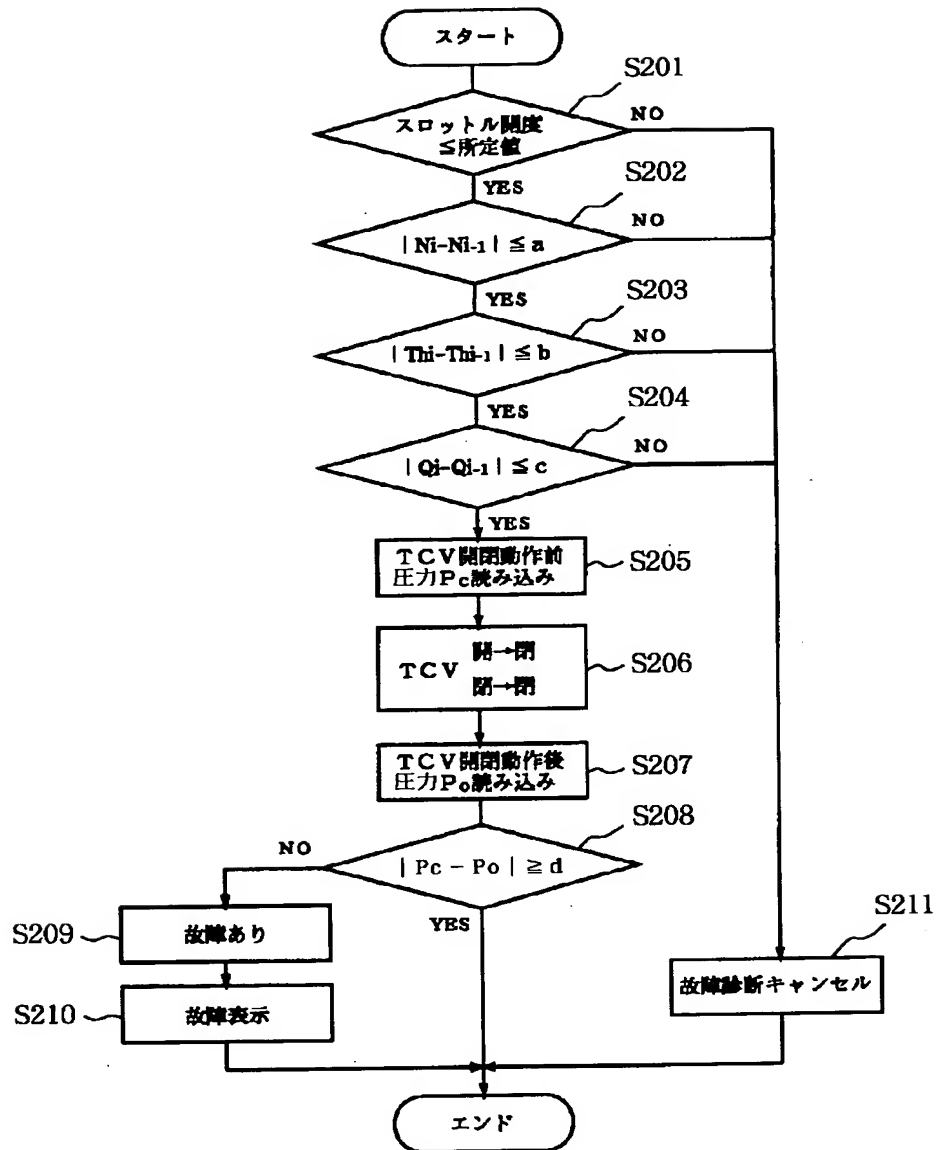 スタート
S201
スロットル開度
≦所定値
NO
YES
S202
| Ni-Ni-1 | ≦ a
NO
YES
S203
| Thi-Thi-1 | ≦ b
NO
YES
S204
| Qi-Qi-1 | ≦ c
NO
YES
TCV開閉動作前
圧力Pc読み込み
S205
TCV
開→閉
閉→閉
S206
TCV開閉動作後
圧力Po読み込み
S207
S208
| Pc - Po | ≧ d
NO
YES
S209
故障あり
S210
故障表示
S211
故障診断キャンセル
エンド